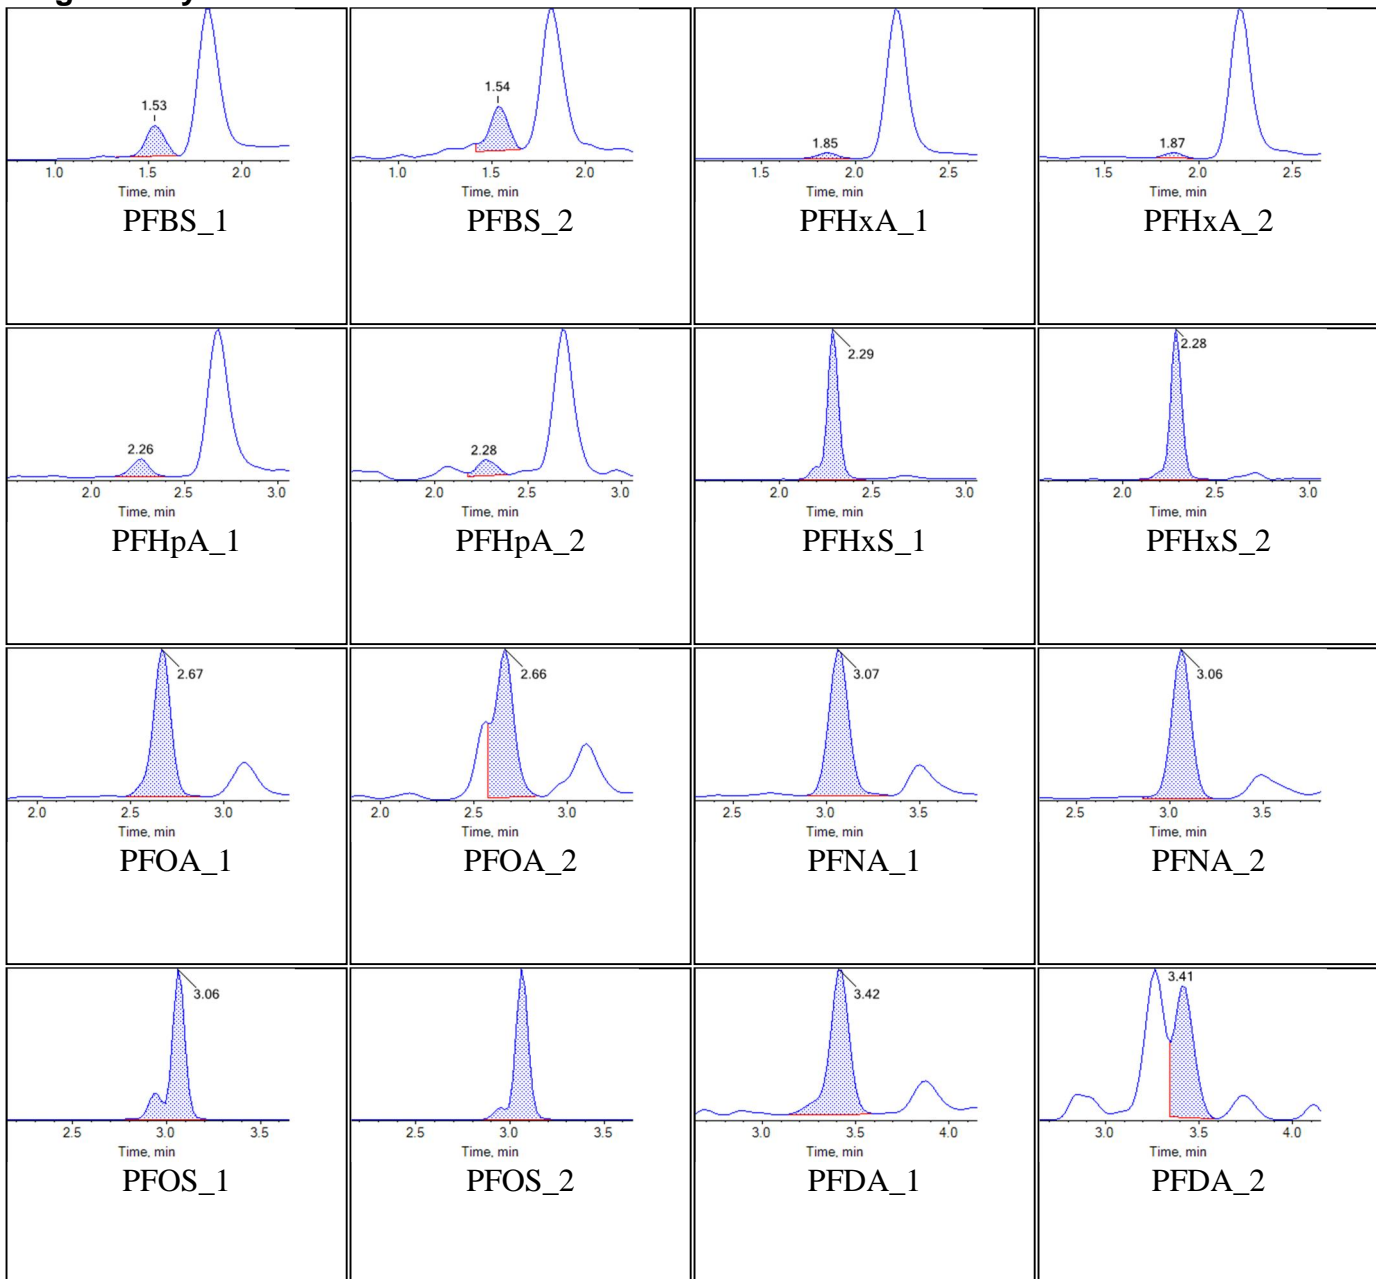 1.53
1.0 1.5 2.0
Time, min
PFBS_1
1.54
1.0 1.5 2.0
Time, min
PFBS_2
1.85
1.5 2.0 2.5
Time, min
PFHxA_1
1.87
1.5 2.0 2.5
Time, min
PFHxA_2
2.26
2.0 2.5 3.0
Time, min
PFHpA_1
2.28
2.0 2.5 3.0
Time, min
PFHpA_2
2.29
2.0 2.5 3.0
Time, min
PFHxS_1
2.28
2.0 2.5 3.0
Time, min
PFHxS_2
2.67
2.0 2.5 3.0
Time, min
PFOA_1
2.66
2.0 2.5 3.0
Time, min
PFOA_2
3.07
2.5 3.0 3.5
Time, min
PFNA_1
3.06
2.5 3.0 3.5
Time, min
PFNA_2
3.06
2.5 3.0 3.5
Time, min
PFOS_1
2.5 3.0 3.5
Time, min
PFOS_2
3.42
3.0 3.5 4.0
Time, min
PFDA_1
3.41
3.0 3.5 4.0
Time, min
PFDA_2